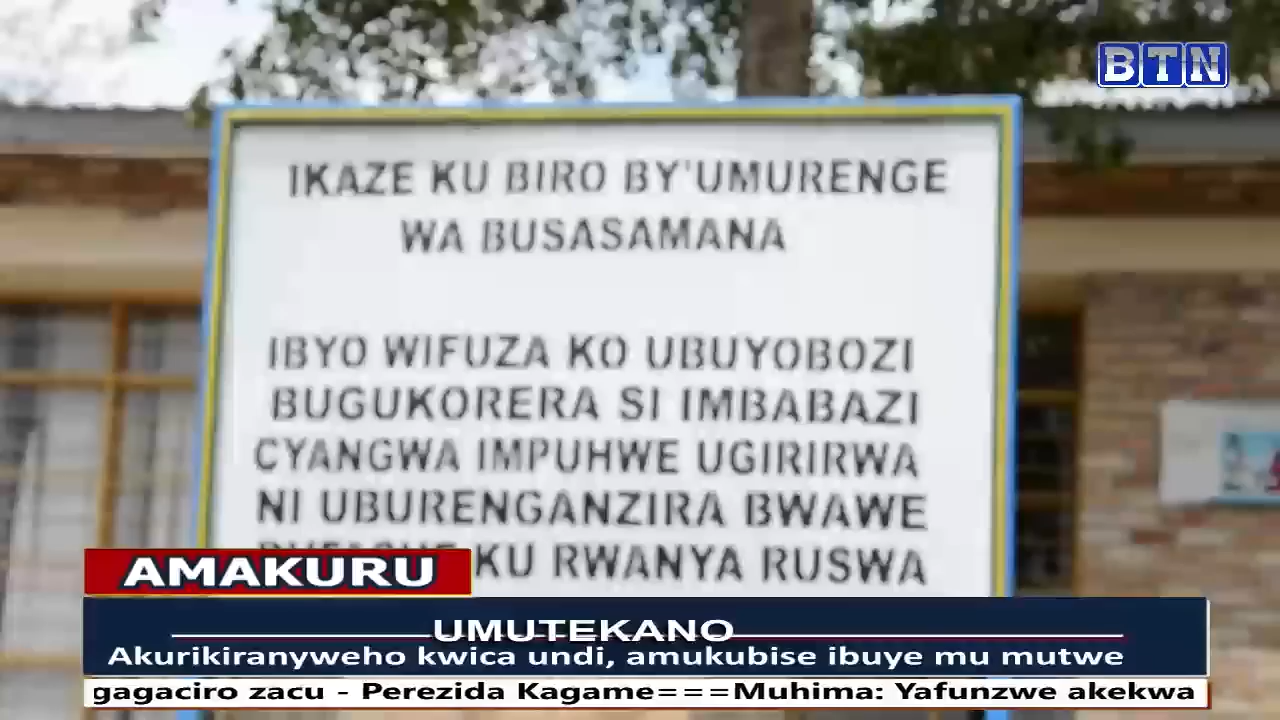 BTN
IKAZE KU BIRO BY'UMURENGE
WA BUSASAMANA
IBYO WIFUZA KO UBUYOBOZI
BUGUKORERA SI IMBABAZI
CYANGWA IMPUHWE UGIRIRWA
NI UBURENGANZIRA BWAWE
KU RWANYA RUSWA
AMAKURU
UMUTEKANO
Akurikiranyweho kwica undi, amukubise ibuye mu mutwe
gagaciro zacu - Perezida Kagame===Muhima: Yafunzwe akekwa